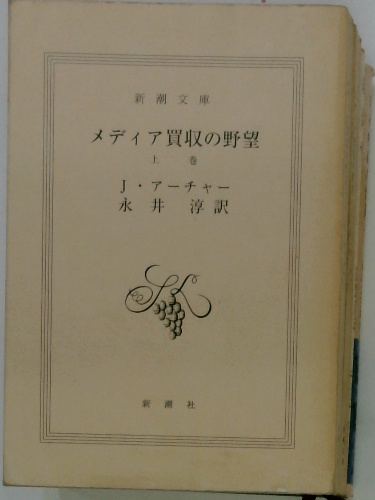 新潮文庫
メディア買収の野望
上巻
J・アーチャー
永井淳訳
新潮社